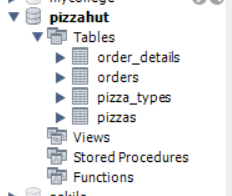 pizzahut
Tables
order_details
orders
pizza_types
pizzas
Views
Stored Procedures
Functions